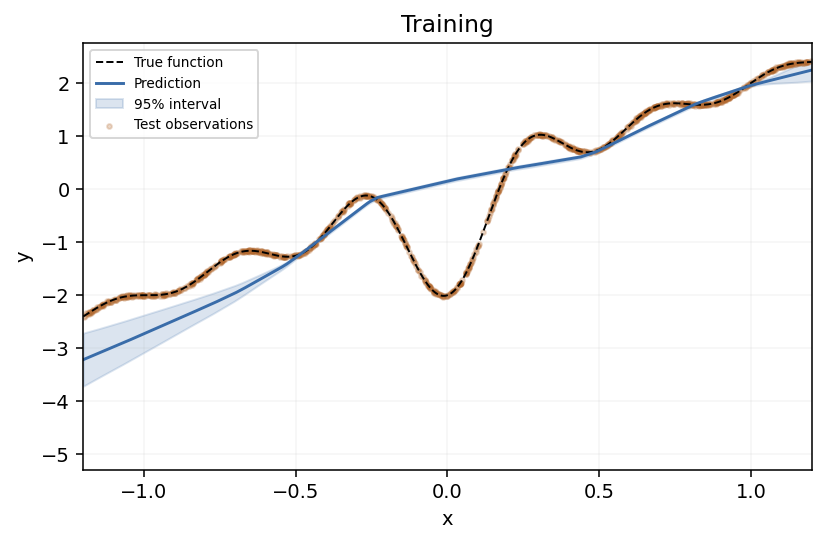 Training
True function
Prediction
95% interval
Test observations
y
2
1
0
−1
−2
−3
−4
−5
−1.0 −0.5 0.0 0.5 1.0
x